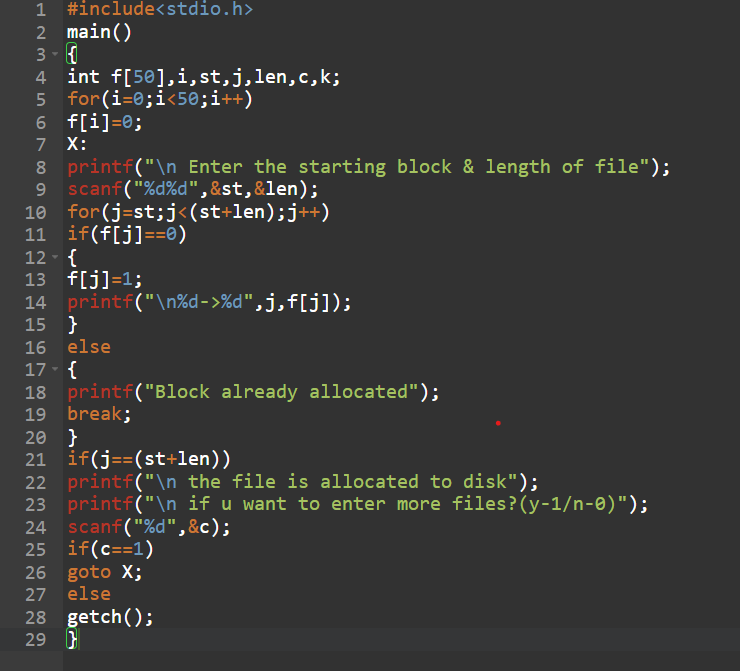 1 #include<stdio.h>
2 main()
3 {
4 int f[50],i,st,j,len,c,k;
5 for(i=0;i<50;i++)
6 f[i]=0;
7 X:
8 printf("\n Enter the starting block & length of file");
9 scanf("%d%d",&st,&len);
10 for(j=st;j<(st+len);j++)
11 if(f[j]==0)
12 {
13 f[j]=1;
14 printf("\n%d->%d",j,f[j]);
15 }
16 else
17 {
18 printf("Block already allocated");
19 break;
20 }
21 if(j==(st+len))
22 printf("\n the file is allocated to disk");
23 printf("\n if u want to enter more files?(y-1/n-0)");
24 scanf("%d",&c);
25 if(c==1)
26 goto X;
27 else
28 getch();
29 }